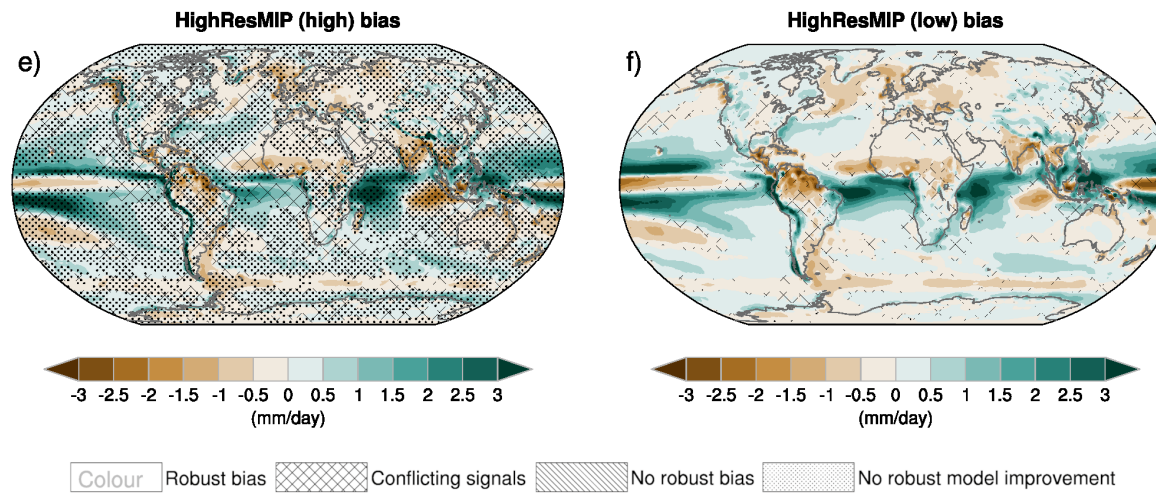 HighResMIP (high) bias
HighResMIP (low) bias
e)
f)
-3 -2.5 -2 -1.5 -1 -0.5 0 0.5 1 1.5 2 2.5 3
(mm/day)
-3 -2.5 -2 -1.5 -1 -0.5 0 0.5 1 1.5 2 2.5 3
(mm/day)
Colour Robust bias Conflicting signals No robust bias No robust model improvement